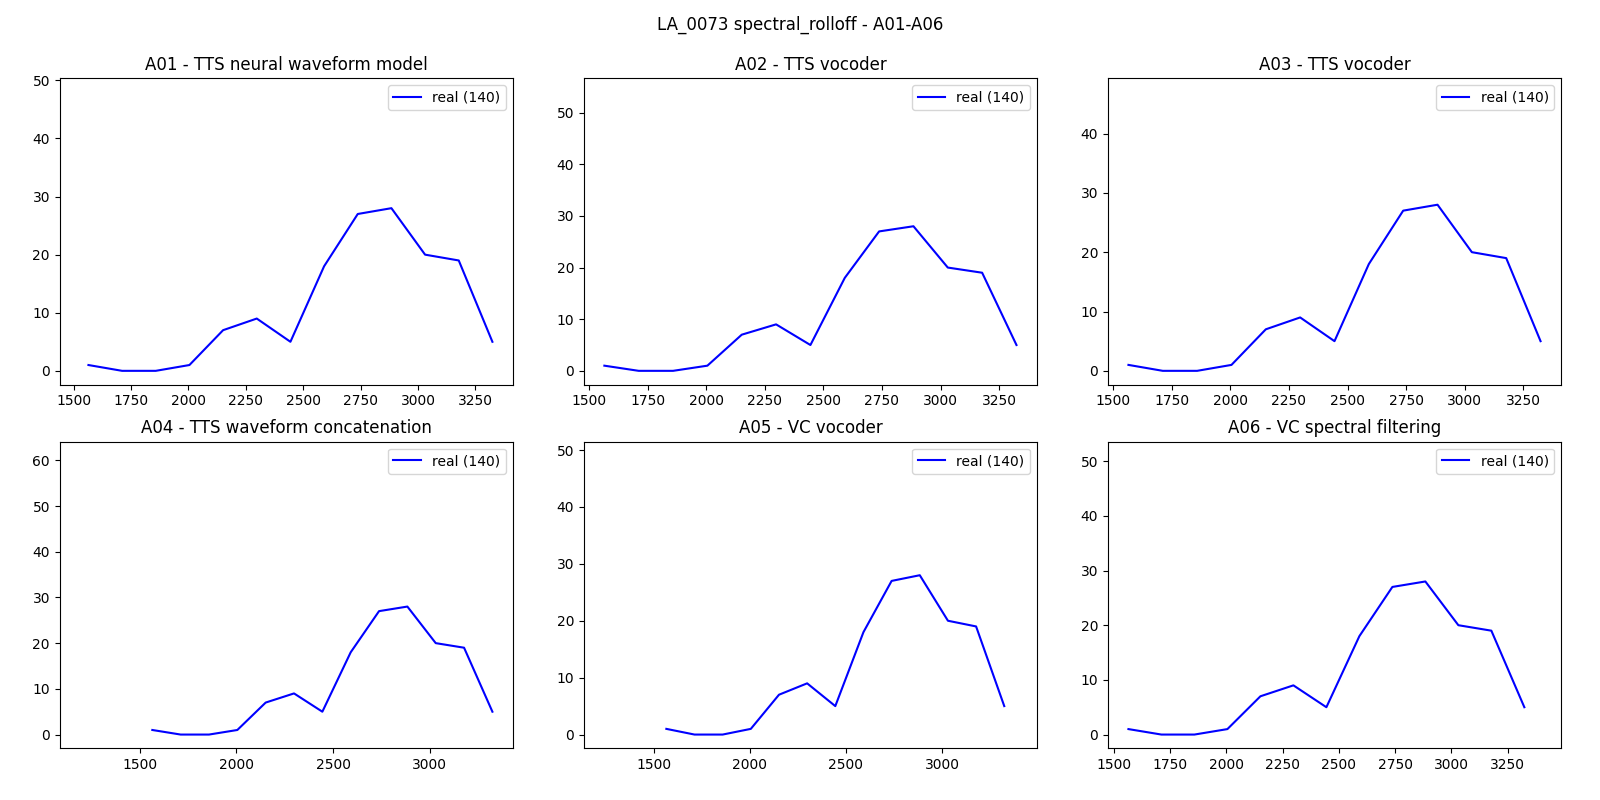 LA_0073 spectral_rolloff - A01-A06
A01 - TTS neural waveform model
real (140)
50
40
30
20
10
0
1500 1750 2000 2250 2500 2750 3000 3250
A02 - TTS vocoder
real (140)
50
40
30
20
10
0
1500 1750 2000 2250 2500 2750 3000 3250
A03 - TTS vocoder
real (140)
40
30
20
10
0
1500 1750 2000 2250 2500 2750 3000 3250
A04 - TTS waveform concatenation
real (140)
60
50
40
30
20
10
0
1500 2000 2500 3000
A05 - VC vocoder
real (140)
50
40
30
20
10
0
1500 2000 2500 3000
A06 - VC spectral filtering
real (140)
50
40
30
20
10
0
1500 1750 2000 2250 2500 2750 3000 3250